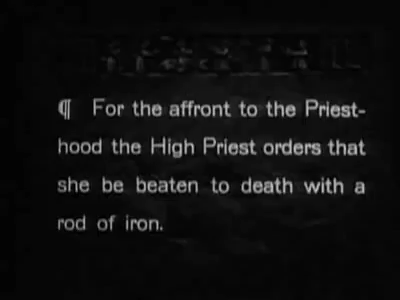 ¶ For the affront to the Priest-
hood the High Priest orders that
she be beaten to death with a
rod of iron.